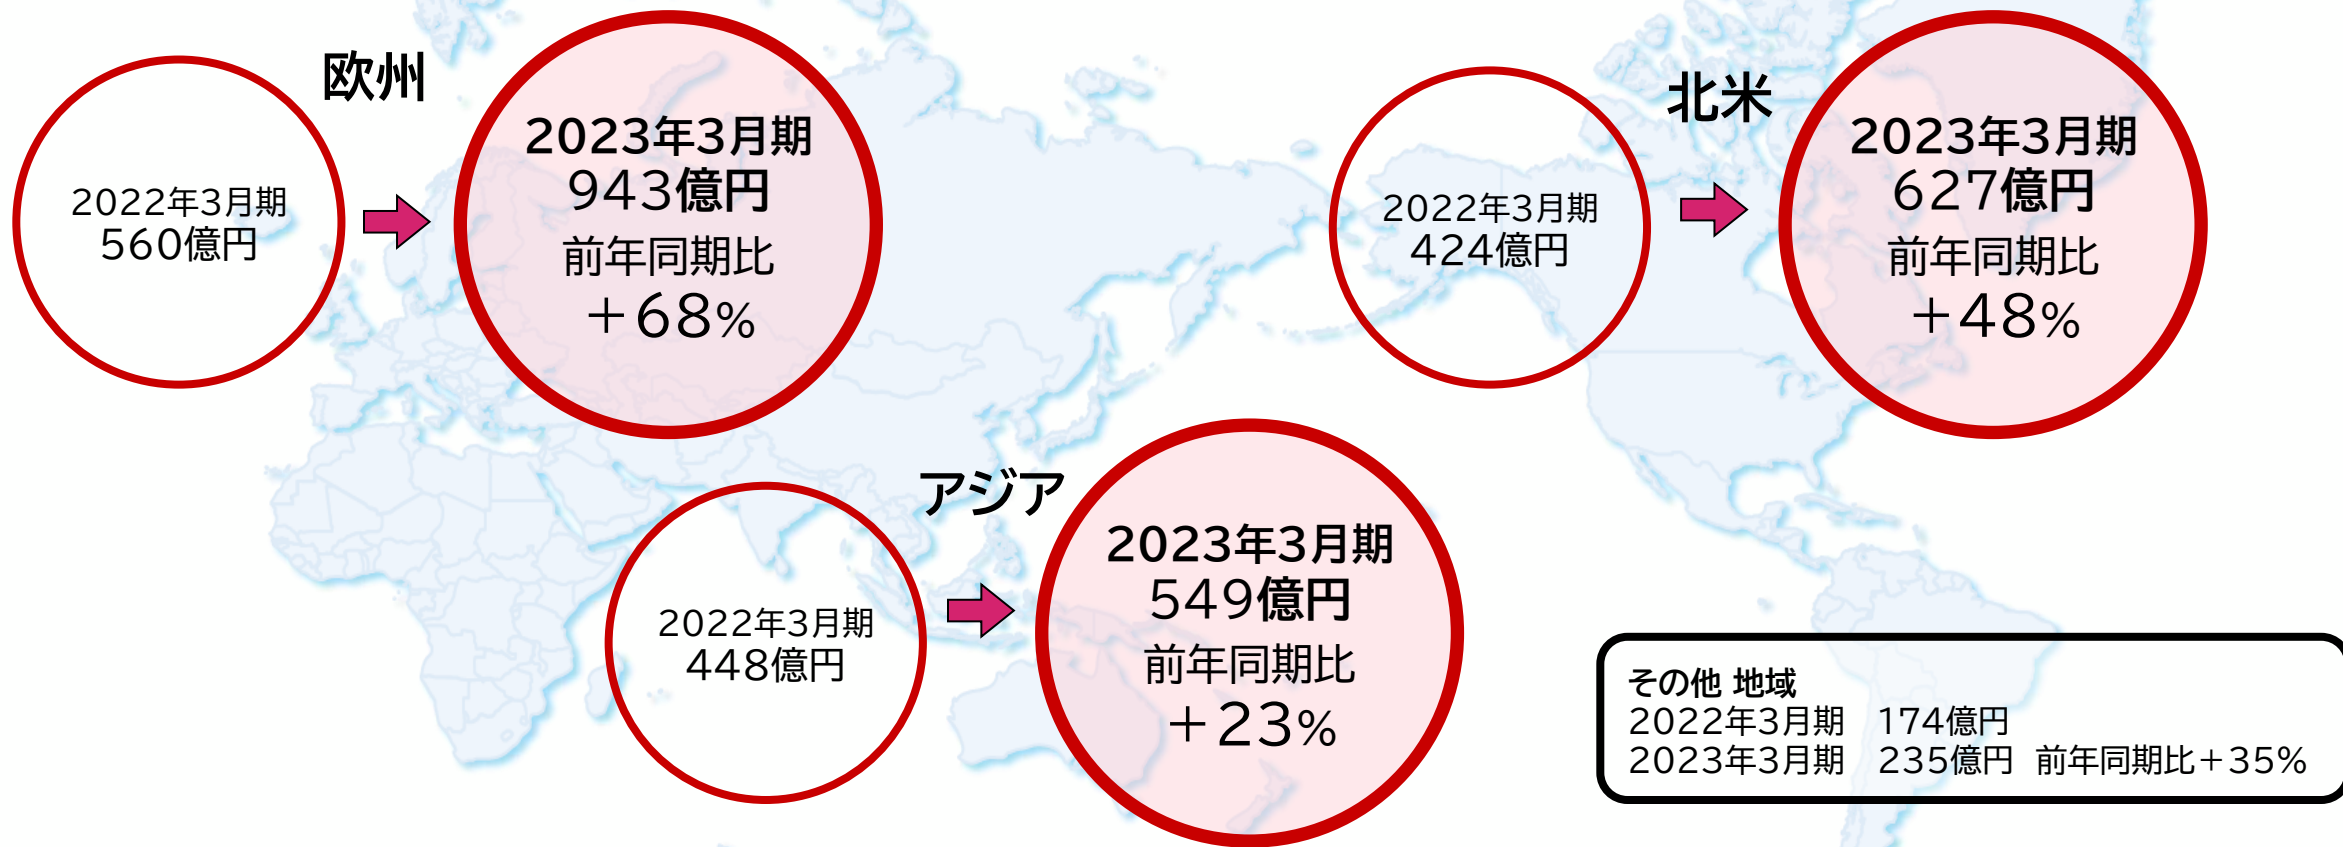 欧州
2022年3月期
560億円
2023年3月期
943億円
前年同期比
+68%
北米
2022年3月期
424億円
2023年3月期
627億円
前年同期比
+48%
アジア
2022年3月期
448億円
2023年3月期
549億円
前年同期比
+23%
その他 地域
2022年3月期 174億円
2023年3月期 235億円 前年同期比+35%